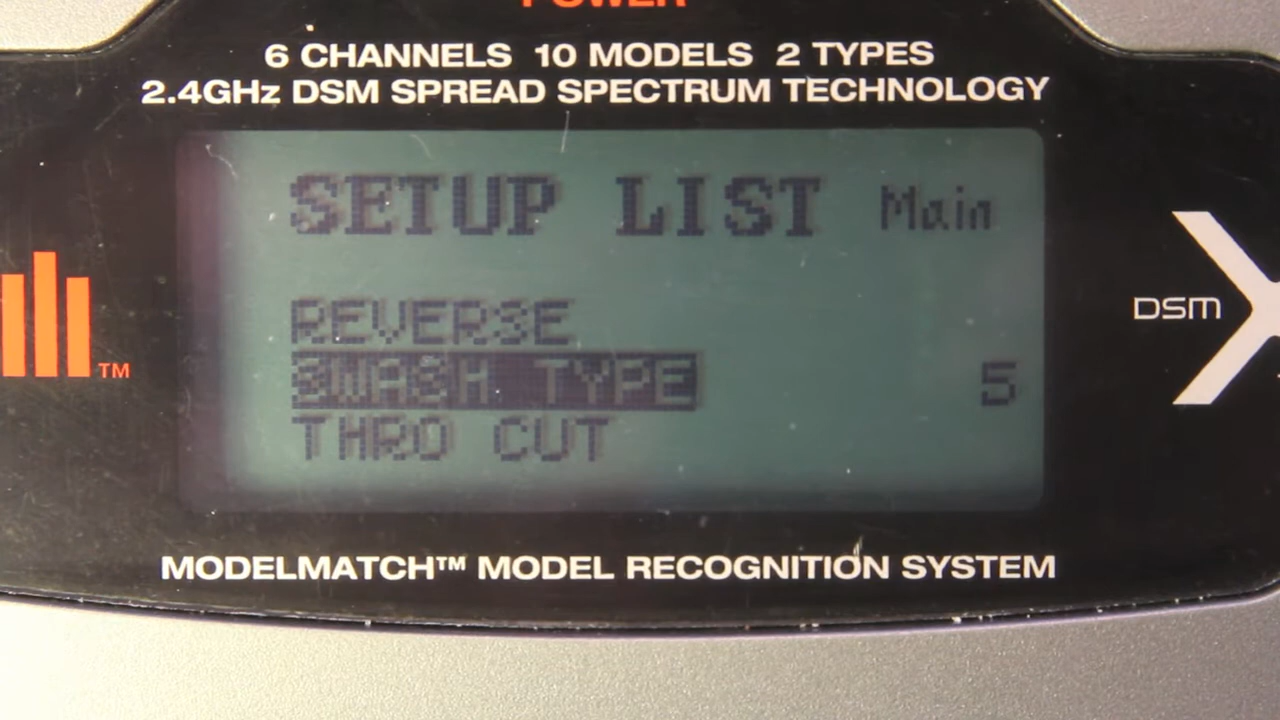 POWER
6 CHANNELS 10 MODELS 2 TYPES
2.4GHz DSM SPREAD SPECTRUM TECHNOLOGY
SETUP LIST Main
REVERSE
SWASH TYPE 5
THRO CUT
TM
DSM X
MODELMATCH™ MODEL RECOGNITION SYSTEM